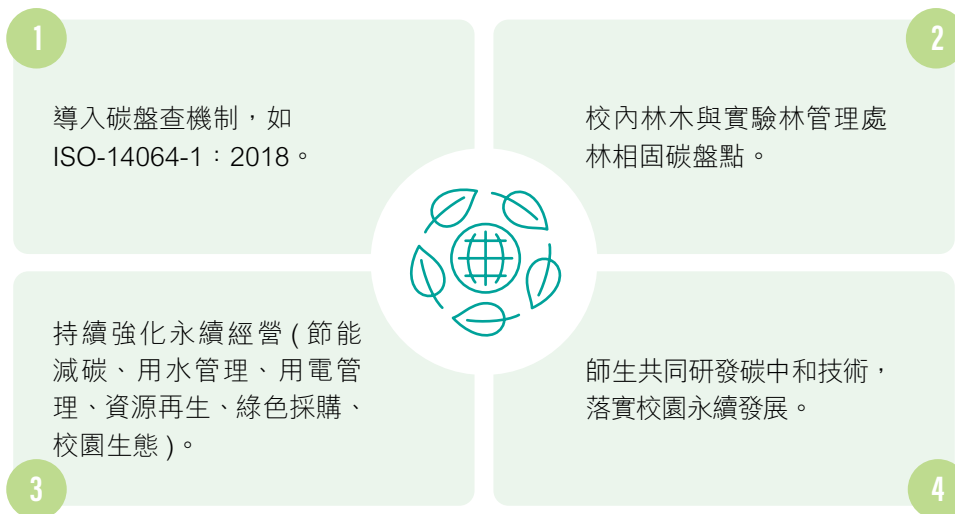 1
導入碳盤查機制，如
ISO-14064-1：2018。
2
校內林木與實驗林管理處
林相固碳盤點。
持續強化永續經營 ( 節能
減碳、用水管理、用電管
理、資源再生、綠色採購、
校園生態 )。
3
師生共同研發碳中和技術，
落實校園永續發展。
4